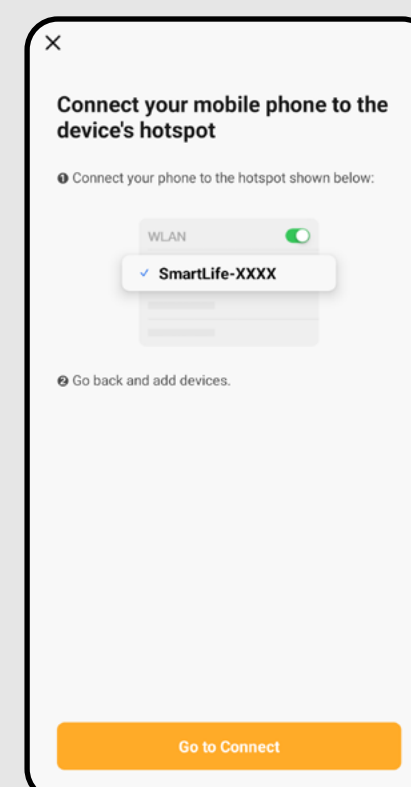 Connect your mobile phone to the
device's hotspot
❶ Connect your phone to the hotspot shown below:
WLAN
SmartLife-XXXX
❷ Go back and add devices.
Go to Connect